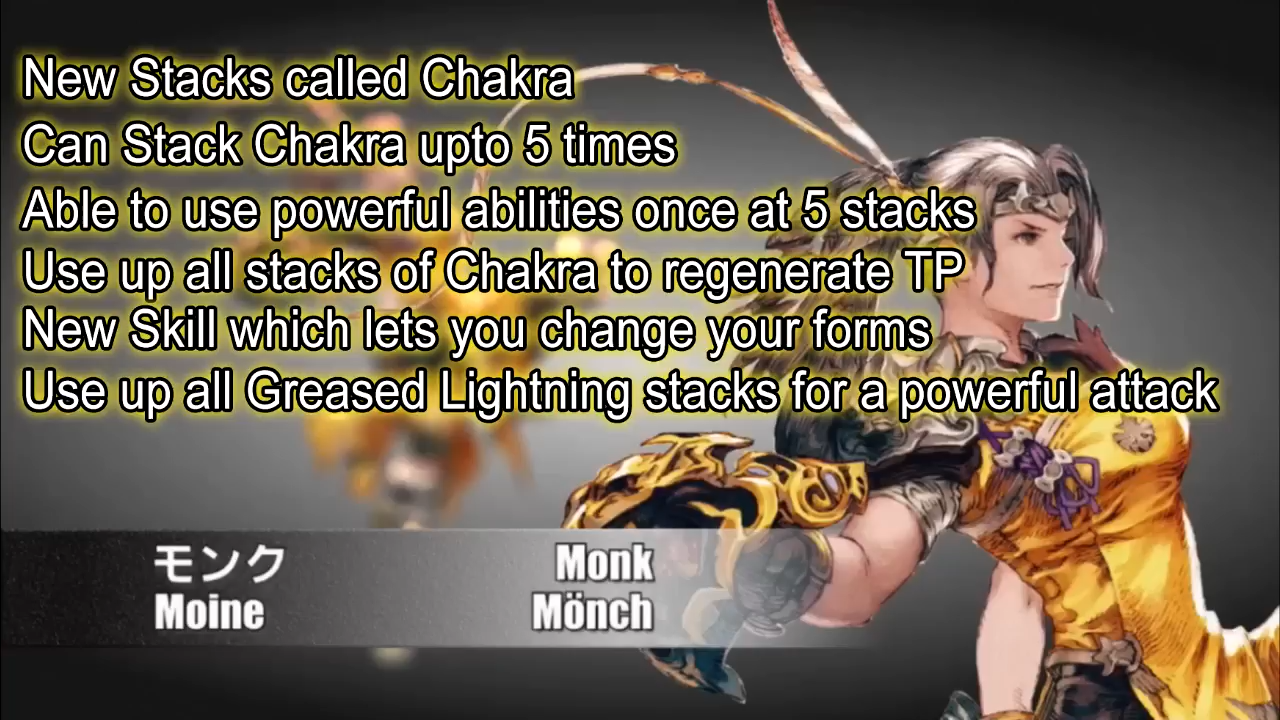 New Stacks called Chakra
Can Stack Chakra upto 5 times
Able to use powerful abilities once at 5 stacks
Use up all stacks of Chakra to regenerate TP
New Skill which lets you change your forms
Use up all Greased Lightning stacks for a powerful attack
モンク Monk
Moine Mönch